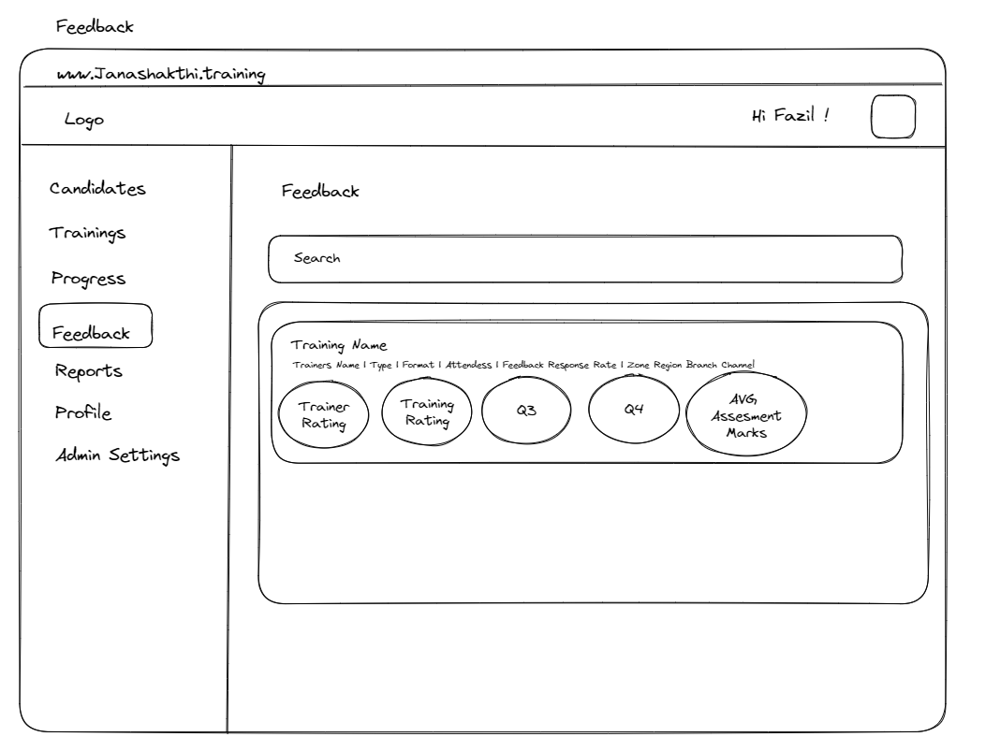 Feedback
www.Janashakthi.training
Logo
Hi Fazil !
Candidates
Trainings
Progress
Feedback
Reports
Profile
Admin Settings
Feedback
Search
Training Name
Trainers Name | Type | Format | Attendess | Feedback Response Rate | Zone Region Branch Channel
Trainer
Rating
Training
Rating
Q3
Q4
AVG
Assesment
Marks